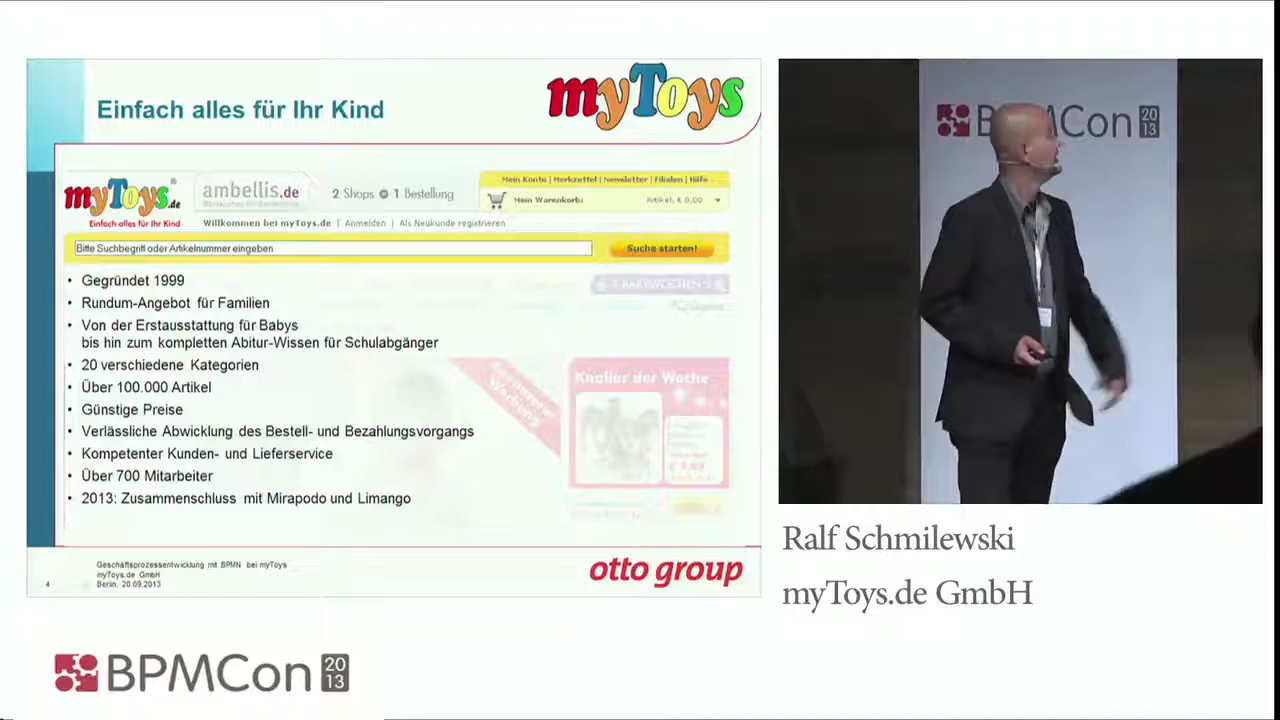 Einfach alles für Ihr Kind
myToys
myToys.de
Einfach alles für Ihr Kind
ambellis.de
2 Shops 1 Bestellung
Mein Konto | Merkzettel | Newsletter | Filialen | Hilfe
Mein Warenkorb:
Artikel, € 0,00
Willkommen bei myToys.de | Anmelden | Als Neukunde registrieren
Bitte Suchbegriff oder Artikelnummer eingeben
Suche starten!
• Gegründet 1999
• Rundum-Angebot für Familien
• Von der Erstausstattung für Babys
bis hin zum kompletten Abitur-Wissen für Schulabgänger
• 20 verschiedene Kategorien
• Über 100.000 Artikel
• Günstige Preise
• Verlässliche Abwicklung des Bestell- und Bezahlungsvorgangs
• Kompetenter Kunden- und Lieferservice
• Über 700 Mitarbeiter
• 2013: Zusammenschluss mit Mirapodo und Limango
Knaller der Woche
4
Geschäftsprozessentwicklung mit BPMN bei myToys
myToys.de GmbH
Berlin, 20.09.2013
otto group
BPMCon 2013
Ralf Schmilewski
myToys.de GmbH
BPMCon 2013